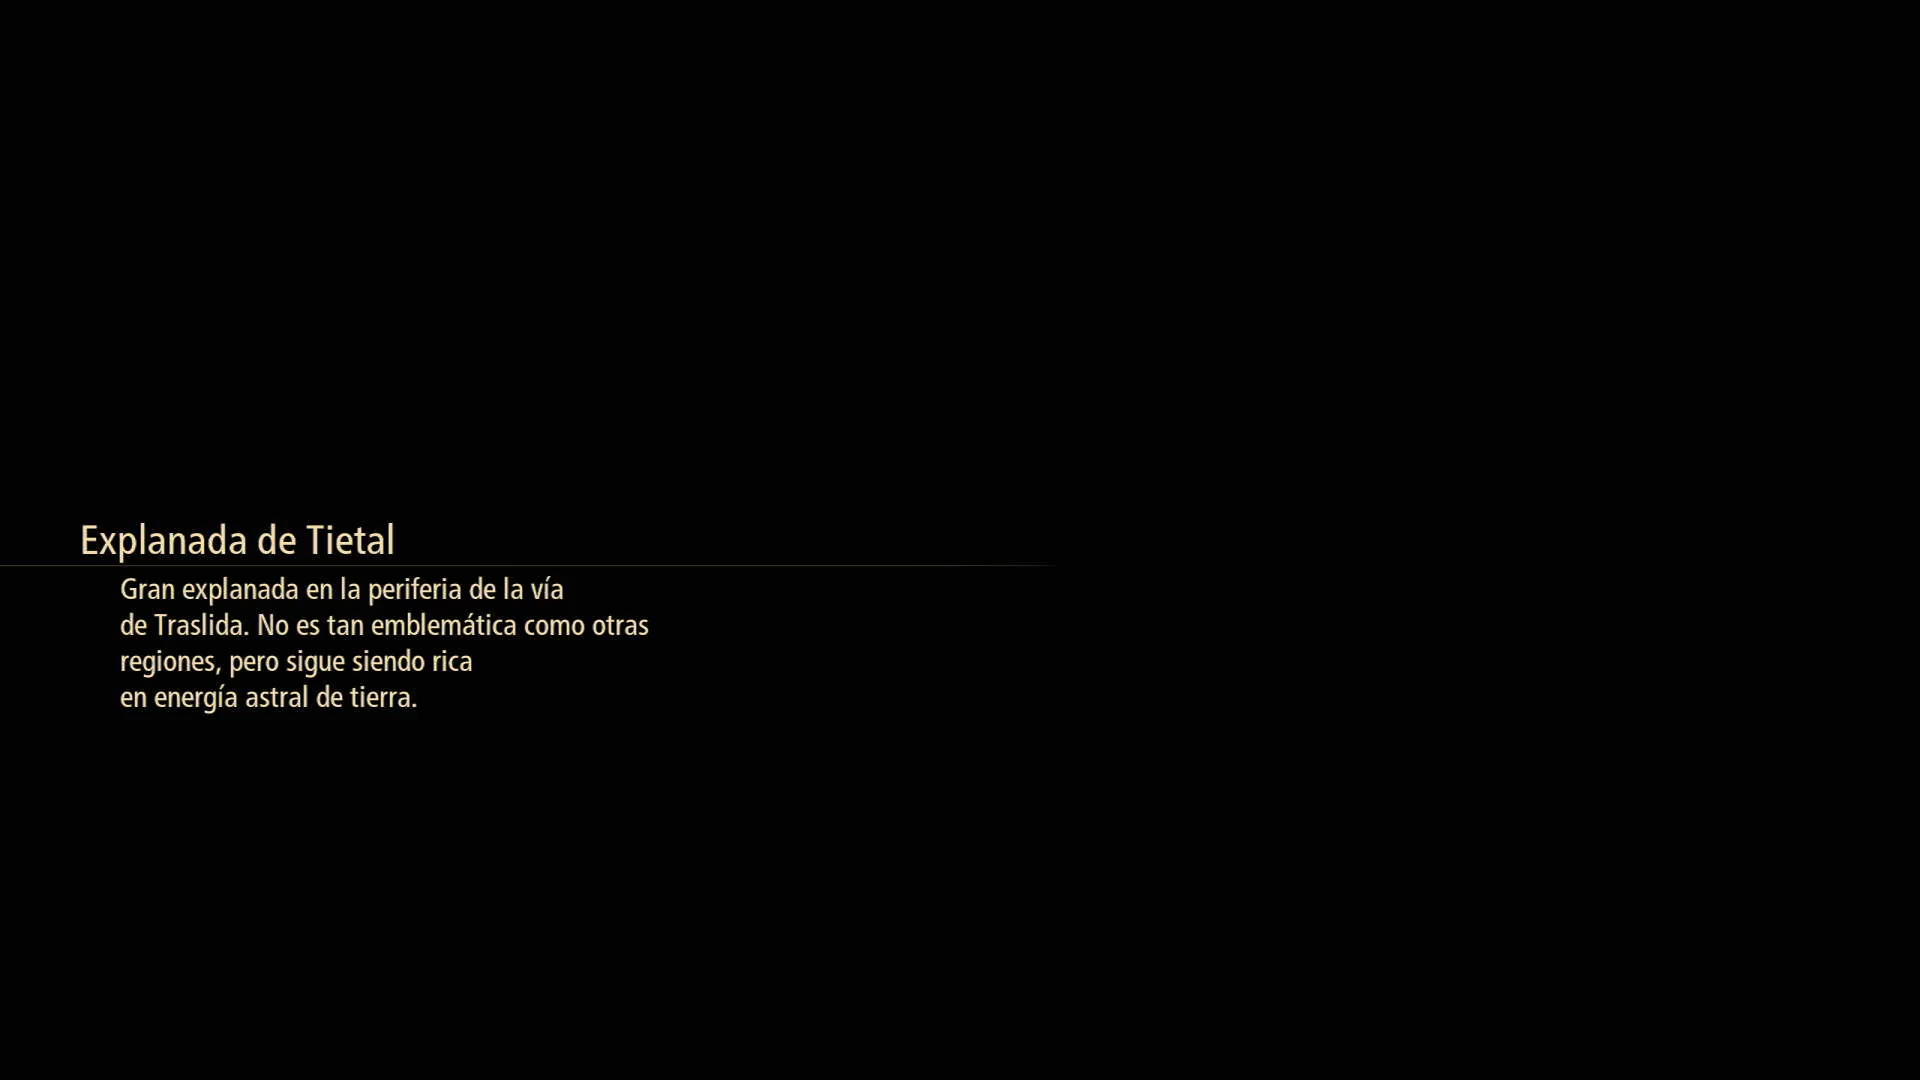 Explanada de Tietal
Gran explanada en la periferia de la vía
de Traslida. No es tan emblemática como otras
regiones, pero sigue siendo rica
en energía astral de tierra.